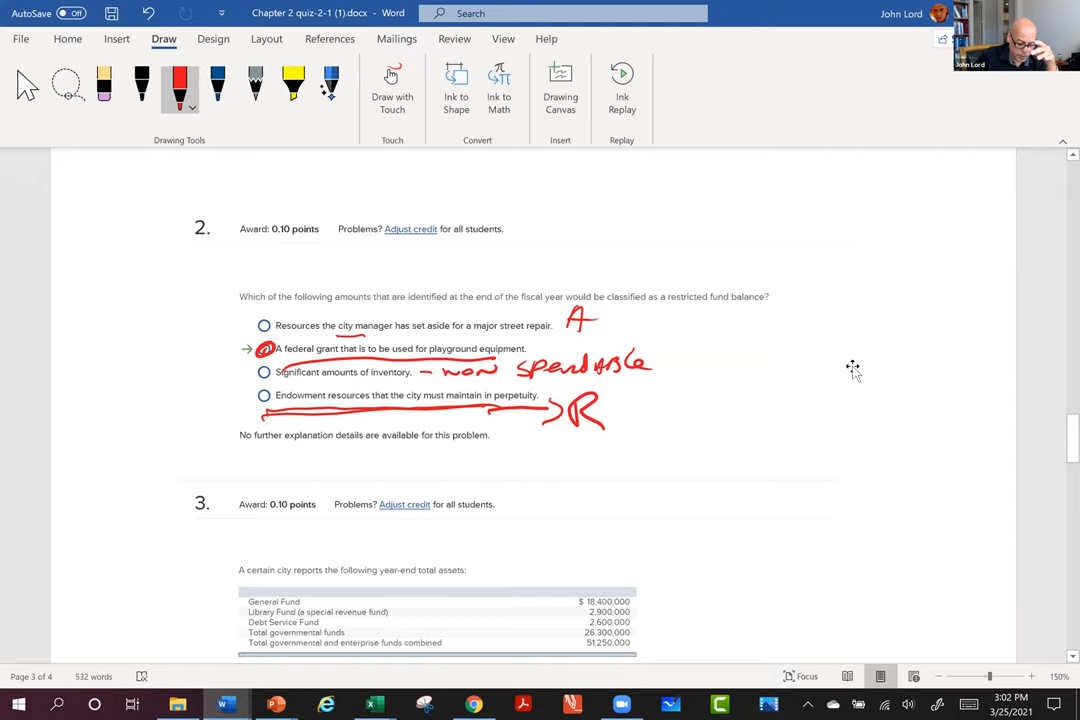 AutoSave Off Chapter 2 quiz-2-1 (1).docx - Word Search John Lord
File Home Insert Draw Design Layout References Mailings Review View Help
John Lord
Draw with Touch
Ink to Shape
Ink to Math
Drawing Canvas
Ink Replay
Drawing Tools Touch Convert Insert Replay
2. Award: 0.10 points Problems? Adjust credit for all students.
Which of the following amounts that are identified at the end of the fiscal year would be classified as a restricted fund balance?
Resources the city manager has set aside for a major street repair. A
A federal grant that is to be used for playground equipment.
Significant amounts of inventory. - non spendable
Endowment resources that the city must maintain in perpetuity. R
No further explanation details are available for this problem.
3. Award: 0.10 points Problems? Adjust credit for all students.
A certain city reports the following year-end total assets:
General Fund $ 18,400,000
Library Fund (a special revenue fund) 2,900,000
Debt Service Fund 2,600,000
Total governmental funds 26,300,000
Total governmental and enterprise funds combined 51,250,000
Page 3 of 4 532 words Focus 150%
3:02 PM
3/25/2021